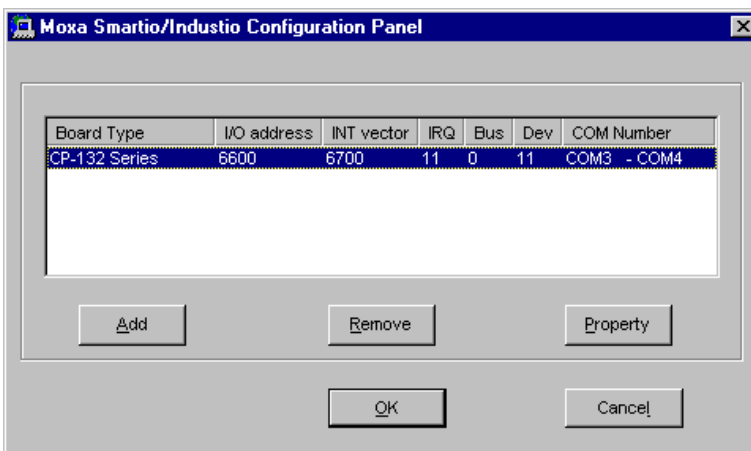 Moxa Smartio/Industio Configuration Panel
Board Type I/O address INT vector IRQ Bus Dev COM Number
CP-132 Series 6600 6700 11 0 11 COM3 - COM4
Add Remove Property
OK Cancel